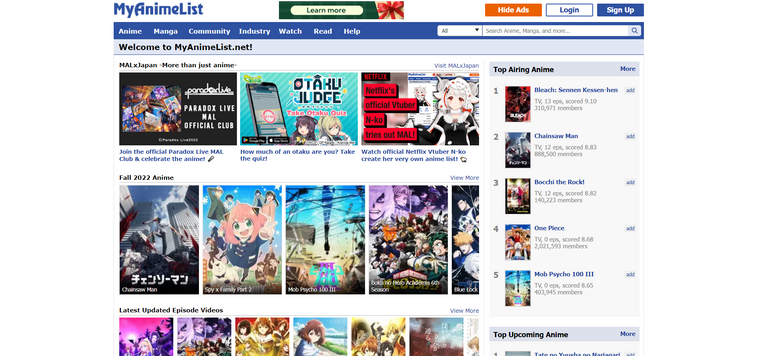 MyAnimeList
Learn more
Hide Ads
Login
Sign Up
Anime
Manga
Community
Industry
Watch
Read
Help
All
Search Anime, Manga, and more...
Welcome to MyAnimeList.net!
MALxJapan -More than just anime-
Visit MALxJapan
paradoxLive
PARADOX LIVE
MAL
OFFICIAL CLUB
OTAKU
JUDGE
Take Otaku Quiz
NETFLIX
Netflix's
official Vtuber
N-ko
tries out MAL!
Join the official Paradox Live MAL
Club & celebrate the anime!
How much of an otaku are you? Take
the quiz!
Watch official Netflix Vtuber N-ko
create her very own anime list!
Fall 2022 Anime
View More
チェンソーマン
Chainsaw Man
Spy x Family Part 2
Mob Psycho 100 III
Boku no Hero Academia 6th
Season
Blue Lock
Latest Updated Episode Videos
View More
Top Airing Anime
More
1
Bleach: Sennen Kessen-hen
add
TV, 13 eps, scored 9.10
310,971 members
2
Chainsaw Man
add
TV, 12 eps, scored 8.83
888,500 members
3
Bocchi the Rock!
add
TV, 12 eps, scored 8.82
140,223 members
4
One Piece
add
TV, 0 eps, scored 8.68
2,021,593 members
5
Mob Psycho 100 III
add
TV, 0 eps, scored 8.65
403,945 members
Top Upcoming Anime
More
1
Tate no Yuusha no Nariagari
add